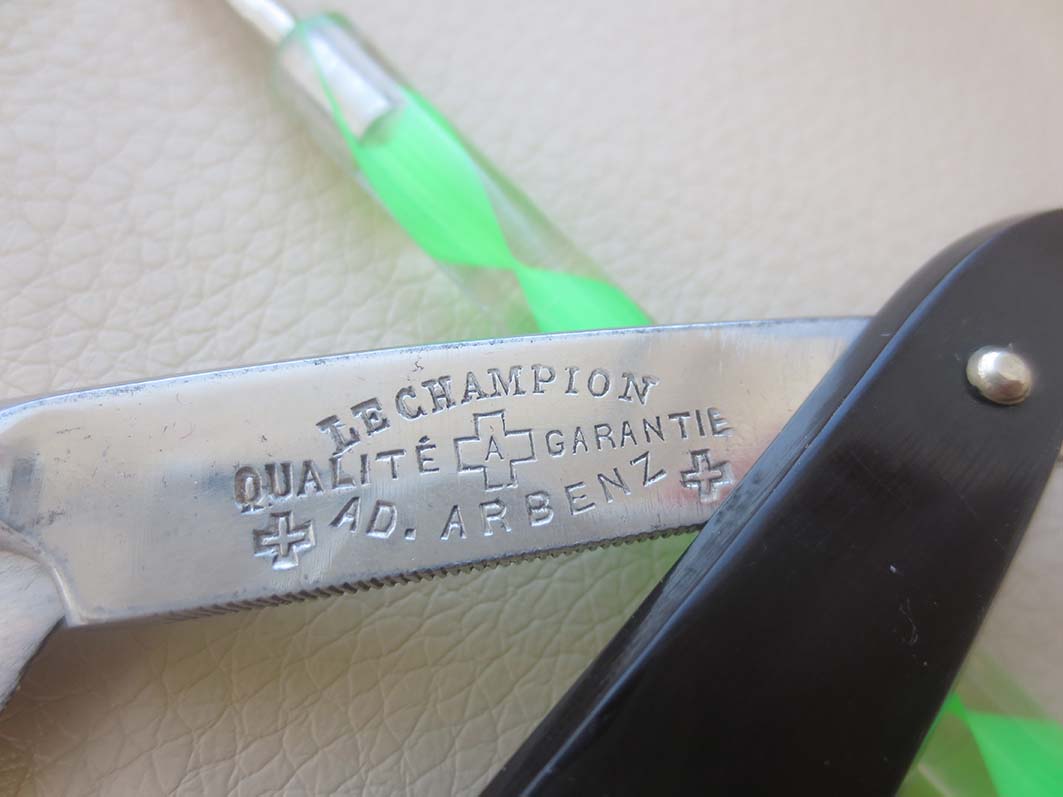 LE CHAMPION
QUALITÉ A GARANTIE
AD. ARBENZ